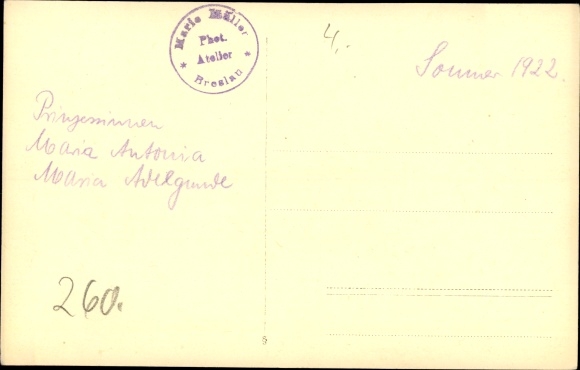 Marie Müller
Phot.
Atelier
* Breslau *
4,-
Sommer 1922.
Prinzessinnen
Maria Antonia
Maria Adelgunde
260.